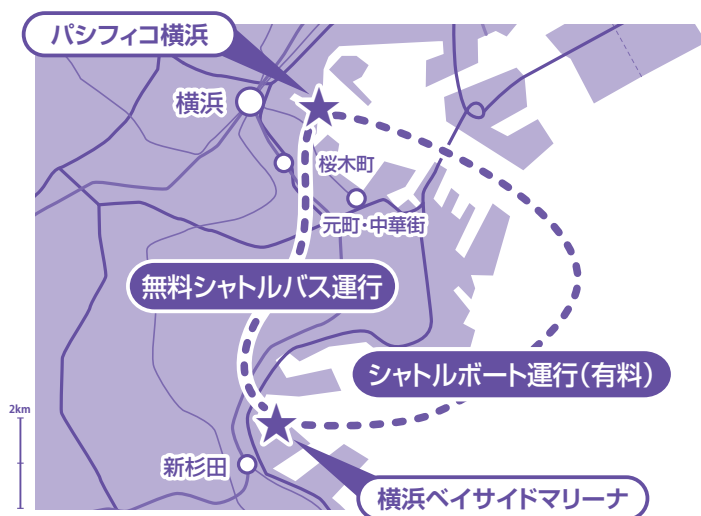 パシフィコ横浜
横浜
桜木町
元町・中華街
無料シャトルバス運行
シャトルボート運行(有料)
2km
新杉田
横浜ベイサイドマリーナ